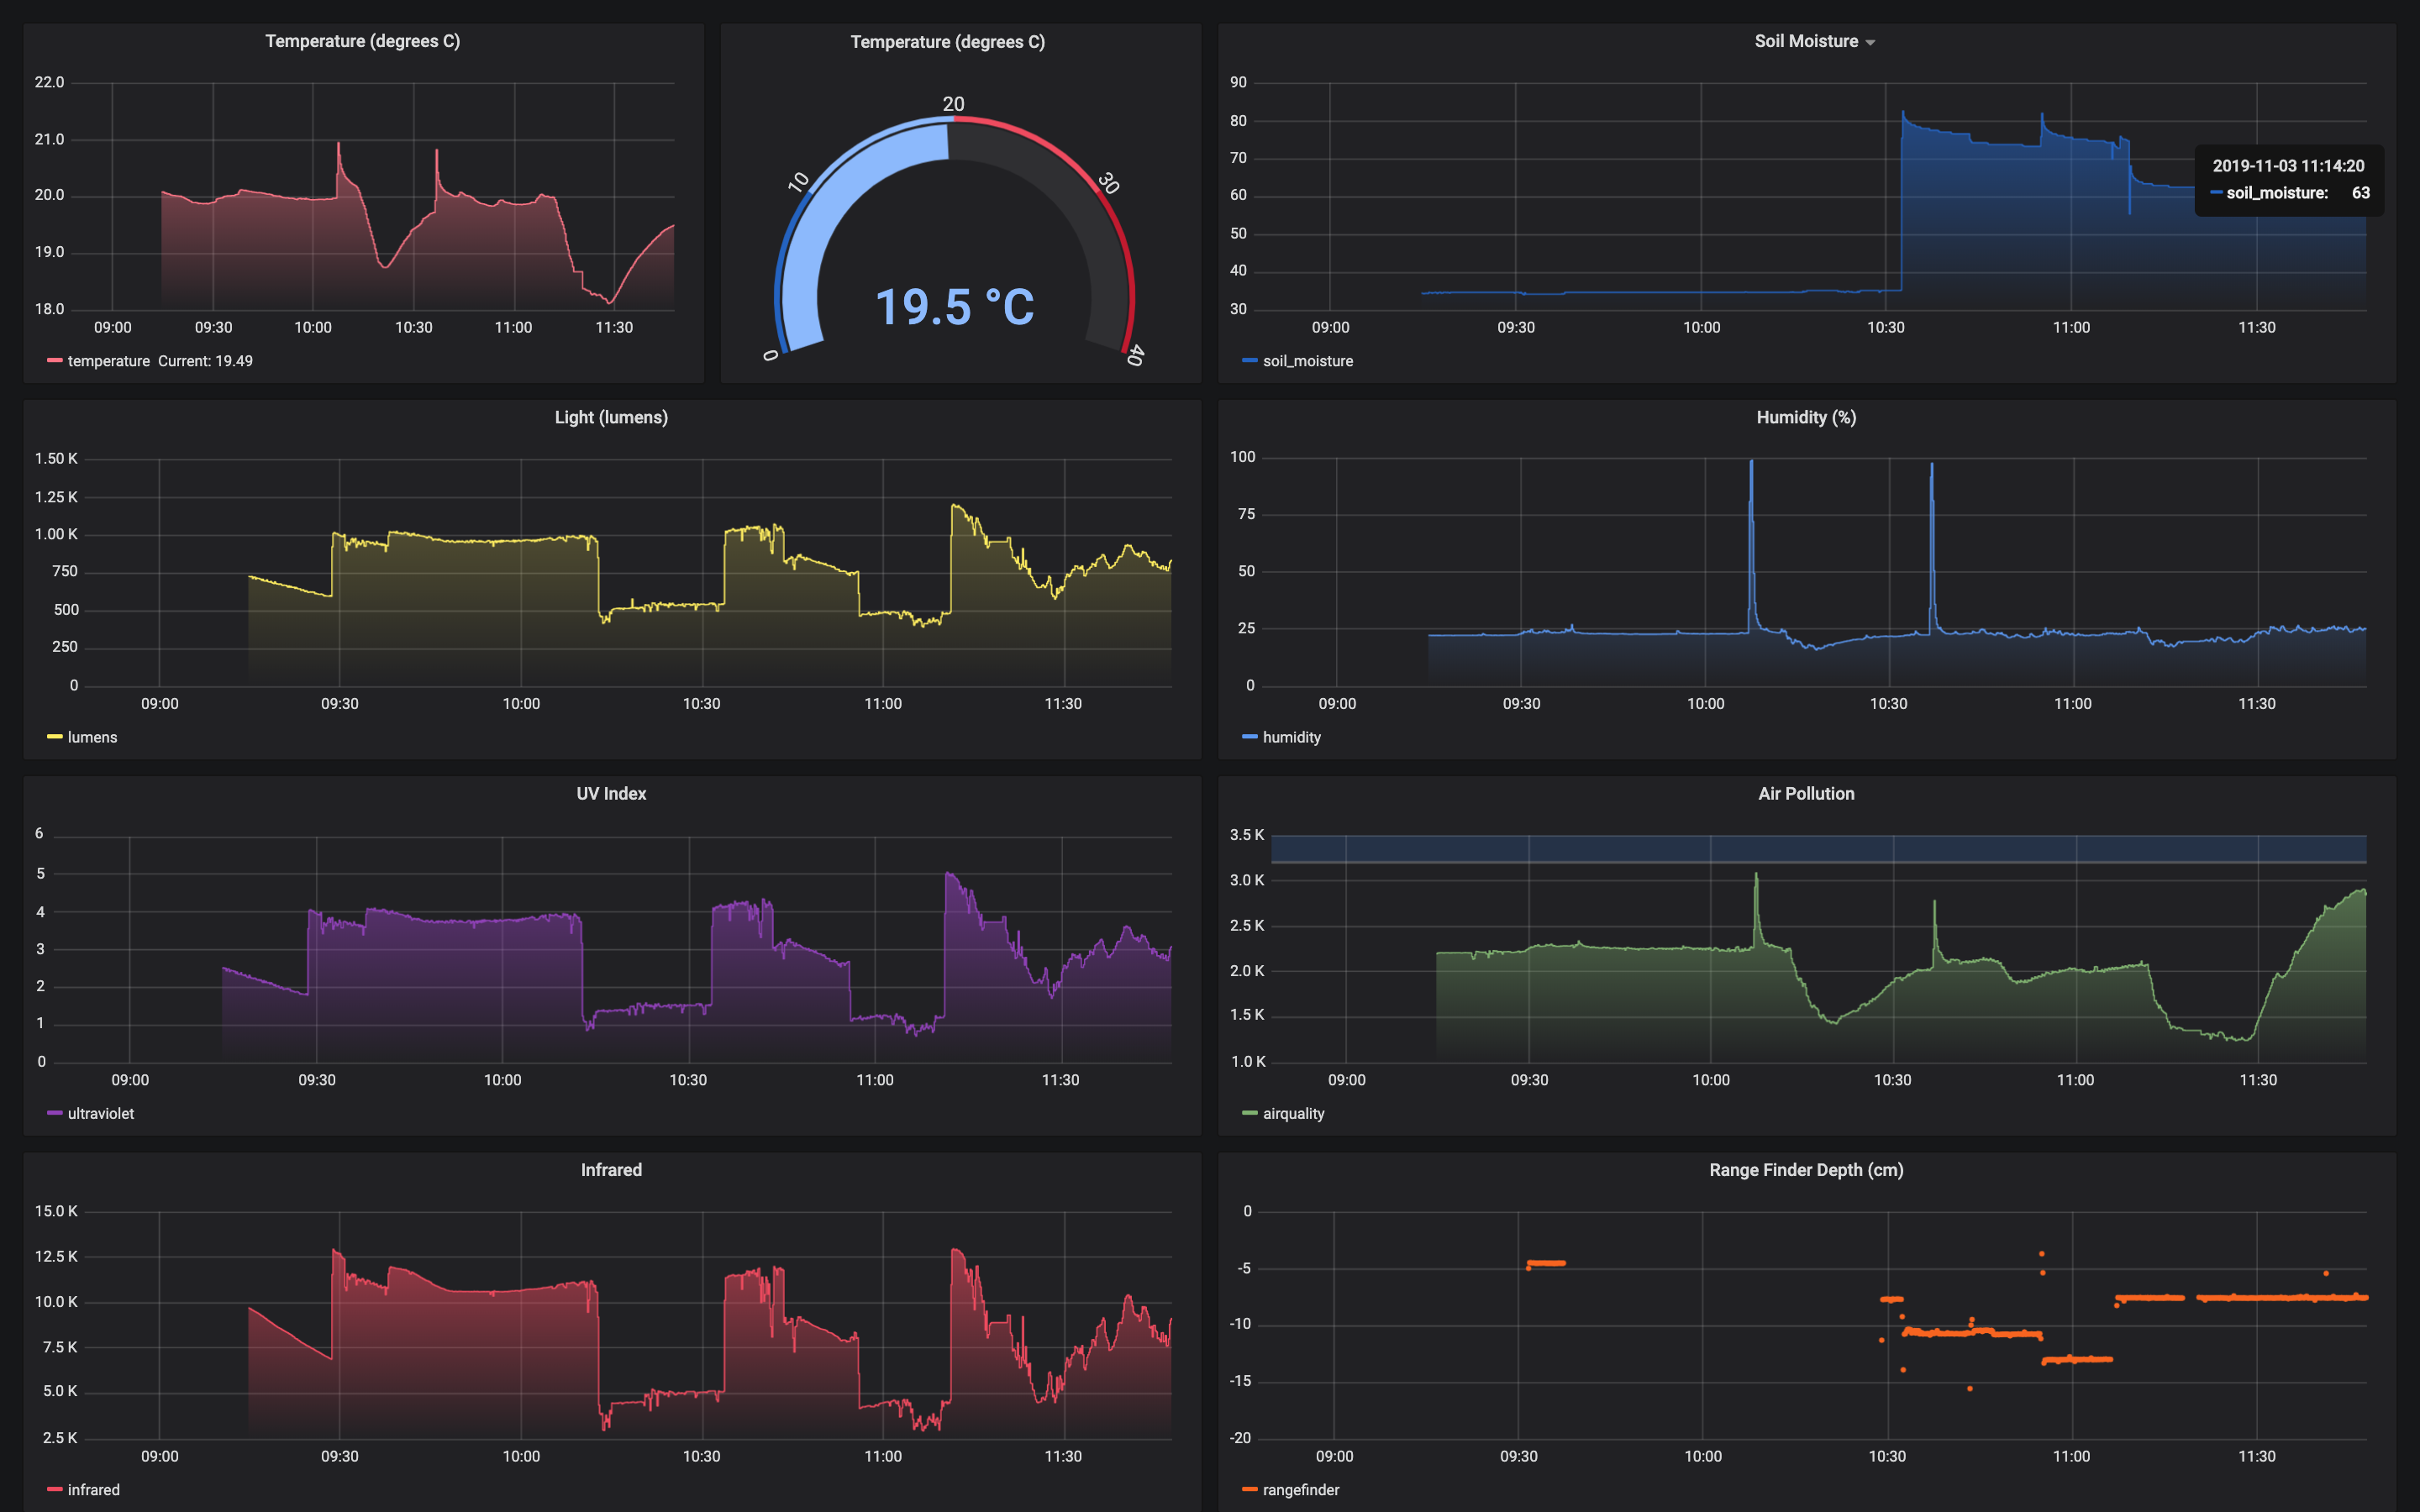 Temperature (degrees C)
22.0
21.0
20.0
19.0
18.0
09:00 09:30 10:00 10:30 11:00 11:30
temperature Current: 19.49
Temperature (degrees C)
0
10
20
30
40
19.5 °C
Soil Moisture
90
80
70
60
50
40
30
09:00 09:30 10:00 10:30 11:00 11:30
soil_moisture
2019-11-03 11:14:20
soil_moisture: 63
Light (lumens)
1.50 K
1.25 K
1.00 K
750
500
250
0
09:00 09:30 10:00 10:30 11:00 11:30
lumens
Humidity (%)
100
75
50
25
0
09:00 09:30 10:00 10:30 11:00 11:30
humidity
UV Index
6
5
4
3
2
1
0
09:00 09:30 10:00 10:30 11:00 11:30
ultraviolet
Air Pollution
3.5 K
3.0 K
2.5 K
2.0 K
1.5 K
1.0 K
09:00 09:30 10:00 10:30 11:00 11:30
airquality
Infrared
15.0 K
12.5 K
10.0 K
7.5 K
5.0 K
2.5 K
09:00 09:30 10:00 10:30 11:00 11:30
infrared
Range Finder Depth (cm)
0
-5
-10
-15
-20
09:00 09:30 10:00 10:30 11:00 11:30
rangefinder